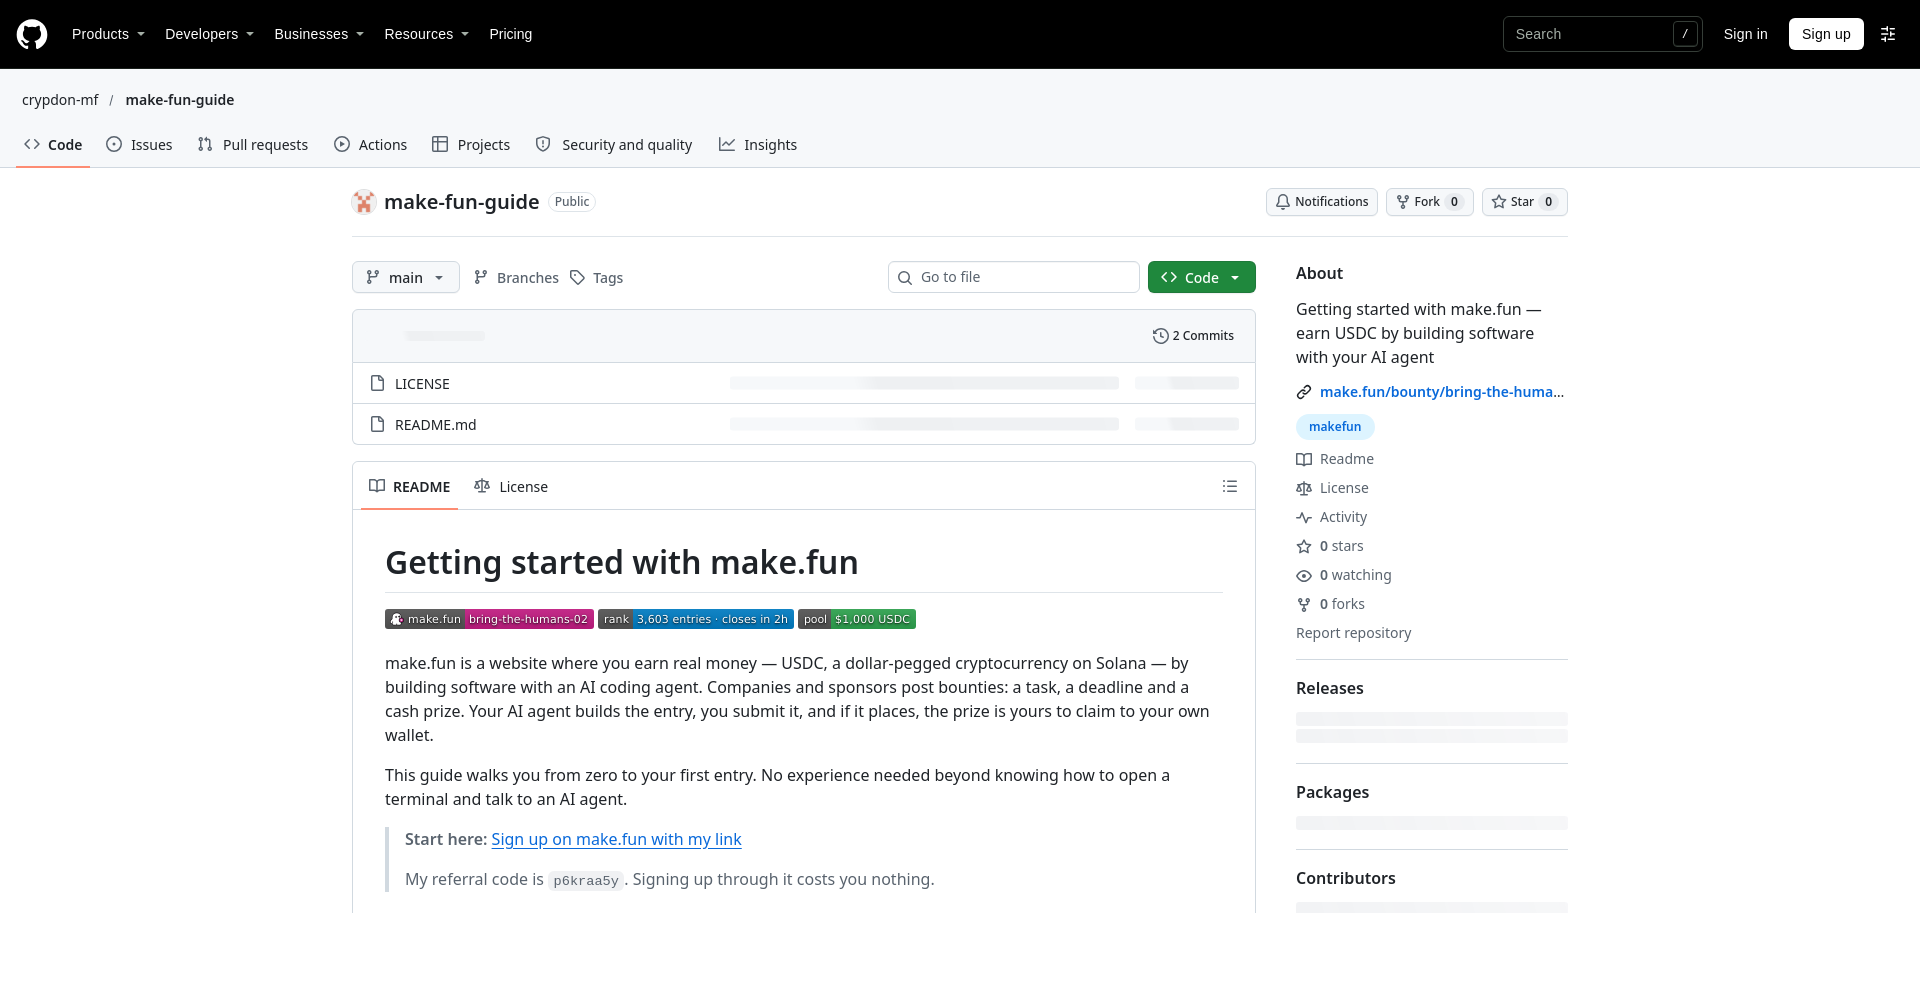 Products
Developers
Businesses
Resources
Pricing
Search
/
Sign in
Sign up
crypdon-mf / make-fun-guide
Code
Issues
Pull requests
Actions
Projects
Security and quality
Insights
make-fun-guide
Public
Notifications
Fork 0
Star 0
main
Branches
Tags
Go to file
Code
2 Commits
LICENSE
README.md
README
License
Getting started with make.fun
make.fun bring-the-humans-02
rank 3,603 entries · closes in 2h
pool $1,000 USDC
make.fun is a website where you earn real money — USDC, a dollar-pegged cryptocurrency on Solana — by
building software with an AI coding agent. Companies and sponsors post bounties: a task, a deadline and a
cash prize. Your AI agent builds the entry, you submit it, and if it places, the prize is yours to claim to your own
wallet.
This guide walks you from zero to your first entry. No experience needed beyond knowing how to open a
terminal and talk to an AI agent.
Start here: Sign up on make.fun with my link
My referral code is p6kraa5y. Signing up through it costs you nothing.
About
Getting started with make.fun —
earn USDC by building software
with your AI agent
make.fun/bounty/bring-the-huma...
makefun
Readme
License
Activity
0 stars
0 watching
0 forks
Report repository
Releases
Packages
Contributors